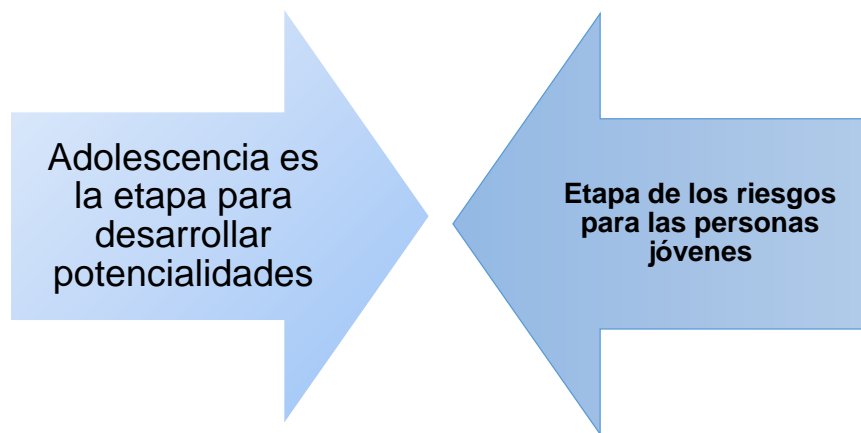 Adolescencia es
la etapa para
desarrollar
potencialidades
Etapa de los riesgos
para las personas
jóvenes